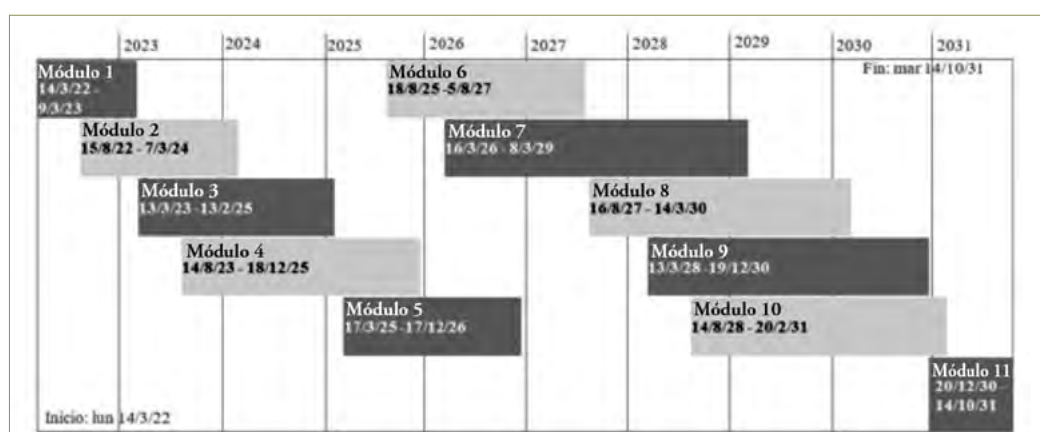 2023 2024 2025 2026 2027 2028 2029 2030 2031
Módulo 1
14/3/22 -
9/3/23
Módulo 6
18/8/25 -5/8/27
Fin: mar 14/10/31
Módulo 2
15/8/22 - 7/3/24
Módulo 7
16/3/26 - 8/3/29
Módulo 3
13/3/23 -13/2/25
Módulo 8
16/8/27 - 14/3/30
Módulo 4
14/8/23 - 18/12/25
Módulo 9
13/3/28 -19/12/30
Módulo 5
17/3/25 -17/12/26
Módulo 10
14/8/28 - 20/2/31
Módulo 11
20/12/30 -
14/10/31
Inicio: lun 14/3/22